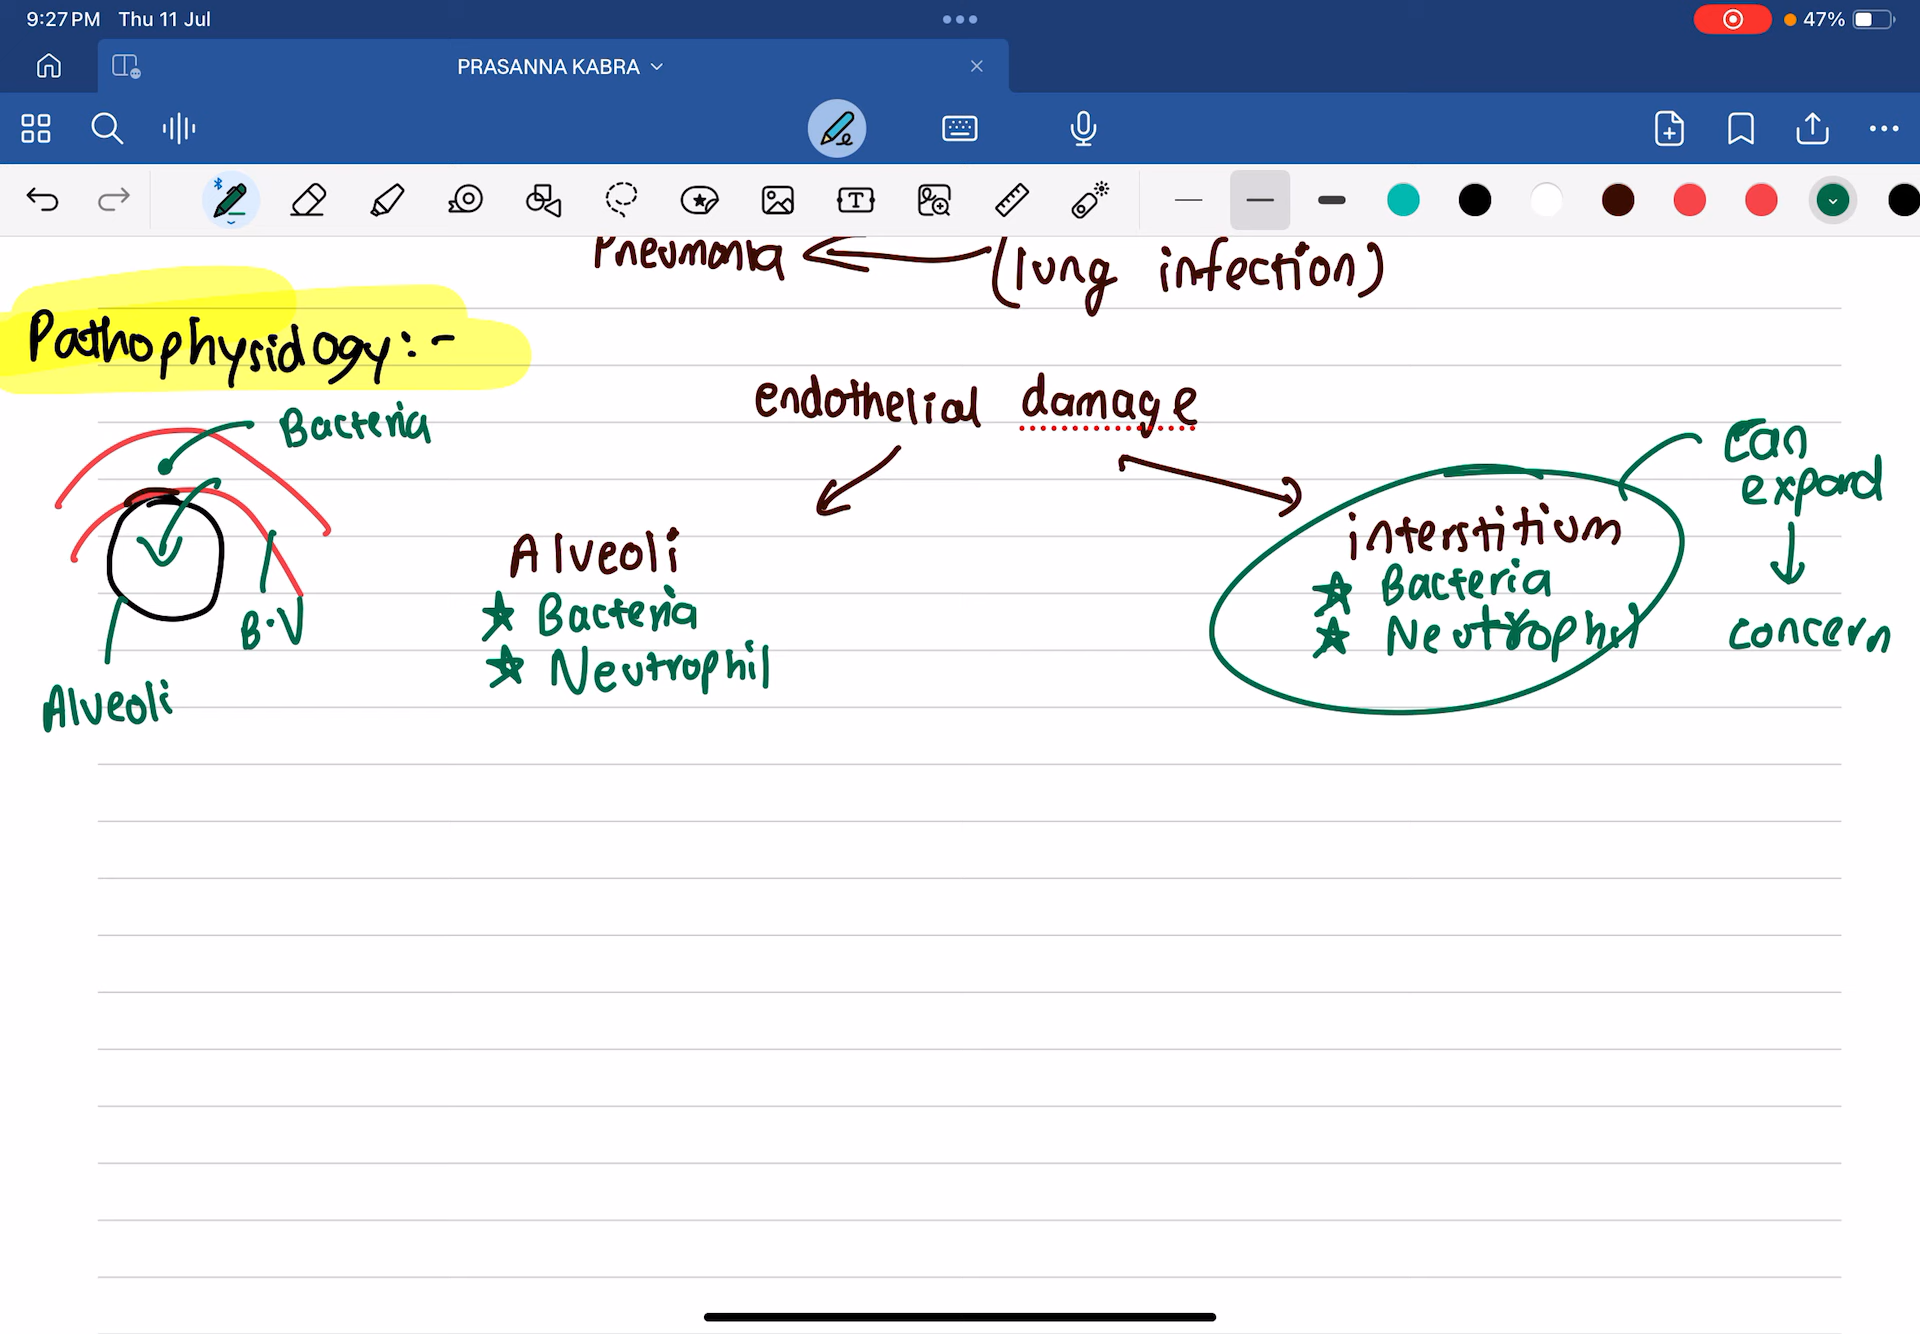 9:27 PM Thu 11 Jul
47%
PRASANNA KABRA
Pneumonia
(lung infection)
Pathophysiology:-
endothelial damage
Bacteria
Can
expand
interstitium
Alveoli
★ Bacteria
★ Bacteria
★ Neutrophil
concern
B.V
★ Neutrophil
Alveoli